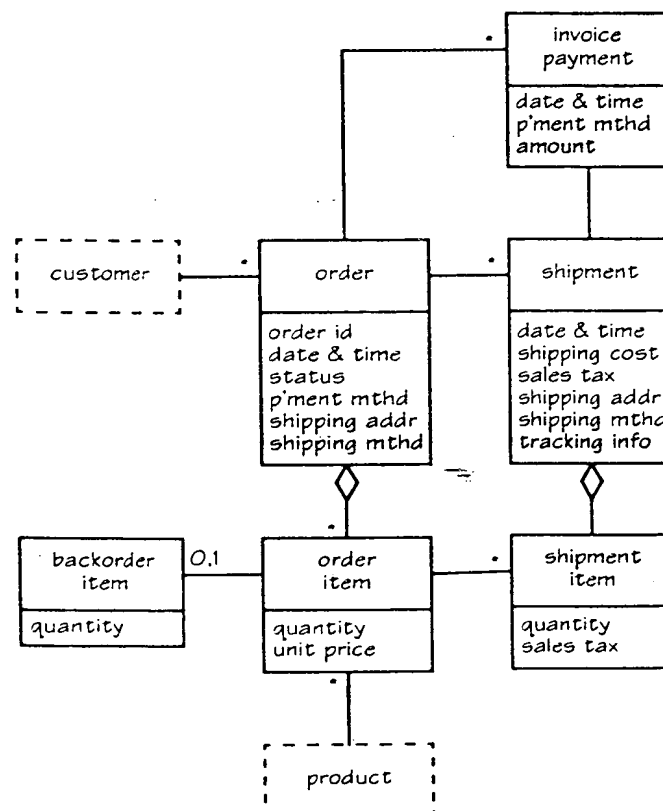 invoice
payment
date & time
p'ment mthd
amount
*
customer
*
order
*
shipment
order id
date & time
status
p'ment mthd
shipping addr
shipping mthd
date & time
shipping cost
sales tax
shipping addr
shipping mthd
tracking info
*
backorder
item
0,1
order
item
*
shipment
item
quantity
quantity
unit price
quantity
sales tax
*
product